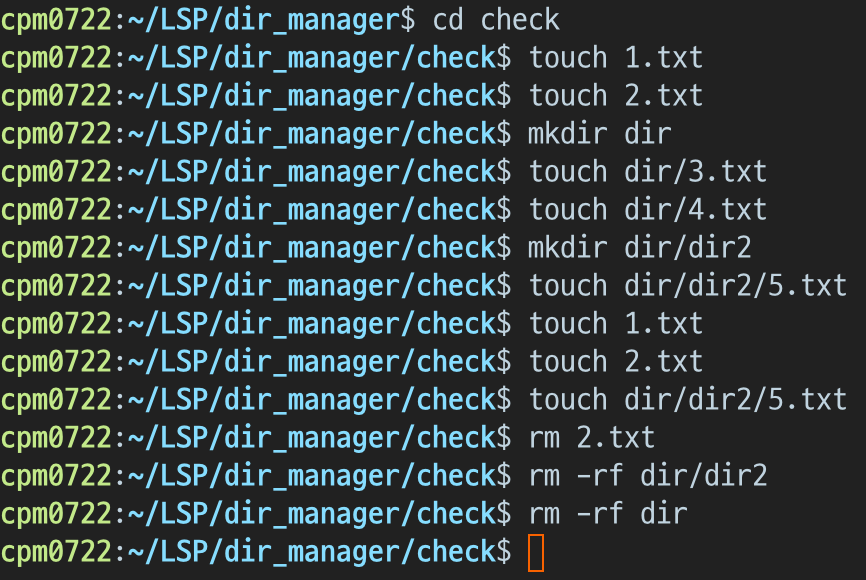 cpm0722:~/LSP/dir_manager$ cd check
cpm0722:~/LSP/dir_manager/check$ touch 1.txt
cpm0722:~/LSP/dir_manager/check$ touch 2.txt
cpm0722:~/LSP/dir_manager/check$ mkdir dir
cpm0722:~/LSP/dir_manager/check$ touch dir/3.txt
cpm0722:~/LSP/dir_manager/check$ touch dir/4.txt
cpm0722:~/LSP/dir_manager/check$ mkdir dir/dir2
cpm0722:~/LSP/dir_manager/check$ touch dir/dir2/5.txt
cpm0722:~/LSP/dir_manager/check$ touch 1.txt
cpm0722:~/LSP/dir_manager/check$ touch 2.txt
cpm0722:~/LSP/dir_manager/check$ touch dir/dir2/5.txt
cpm0722:~/LSP/dir_manager/check$ rm 2.txt
cpm0722:~/LSP/dir_manager/check$ rm -rf dir/dir2
cpm0722:~/LSP/dir_manager/check$ rm -rf dir
cpm0722:~/LSP/dir_manager/check$